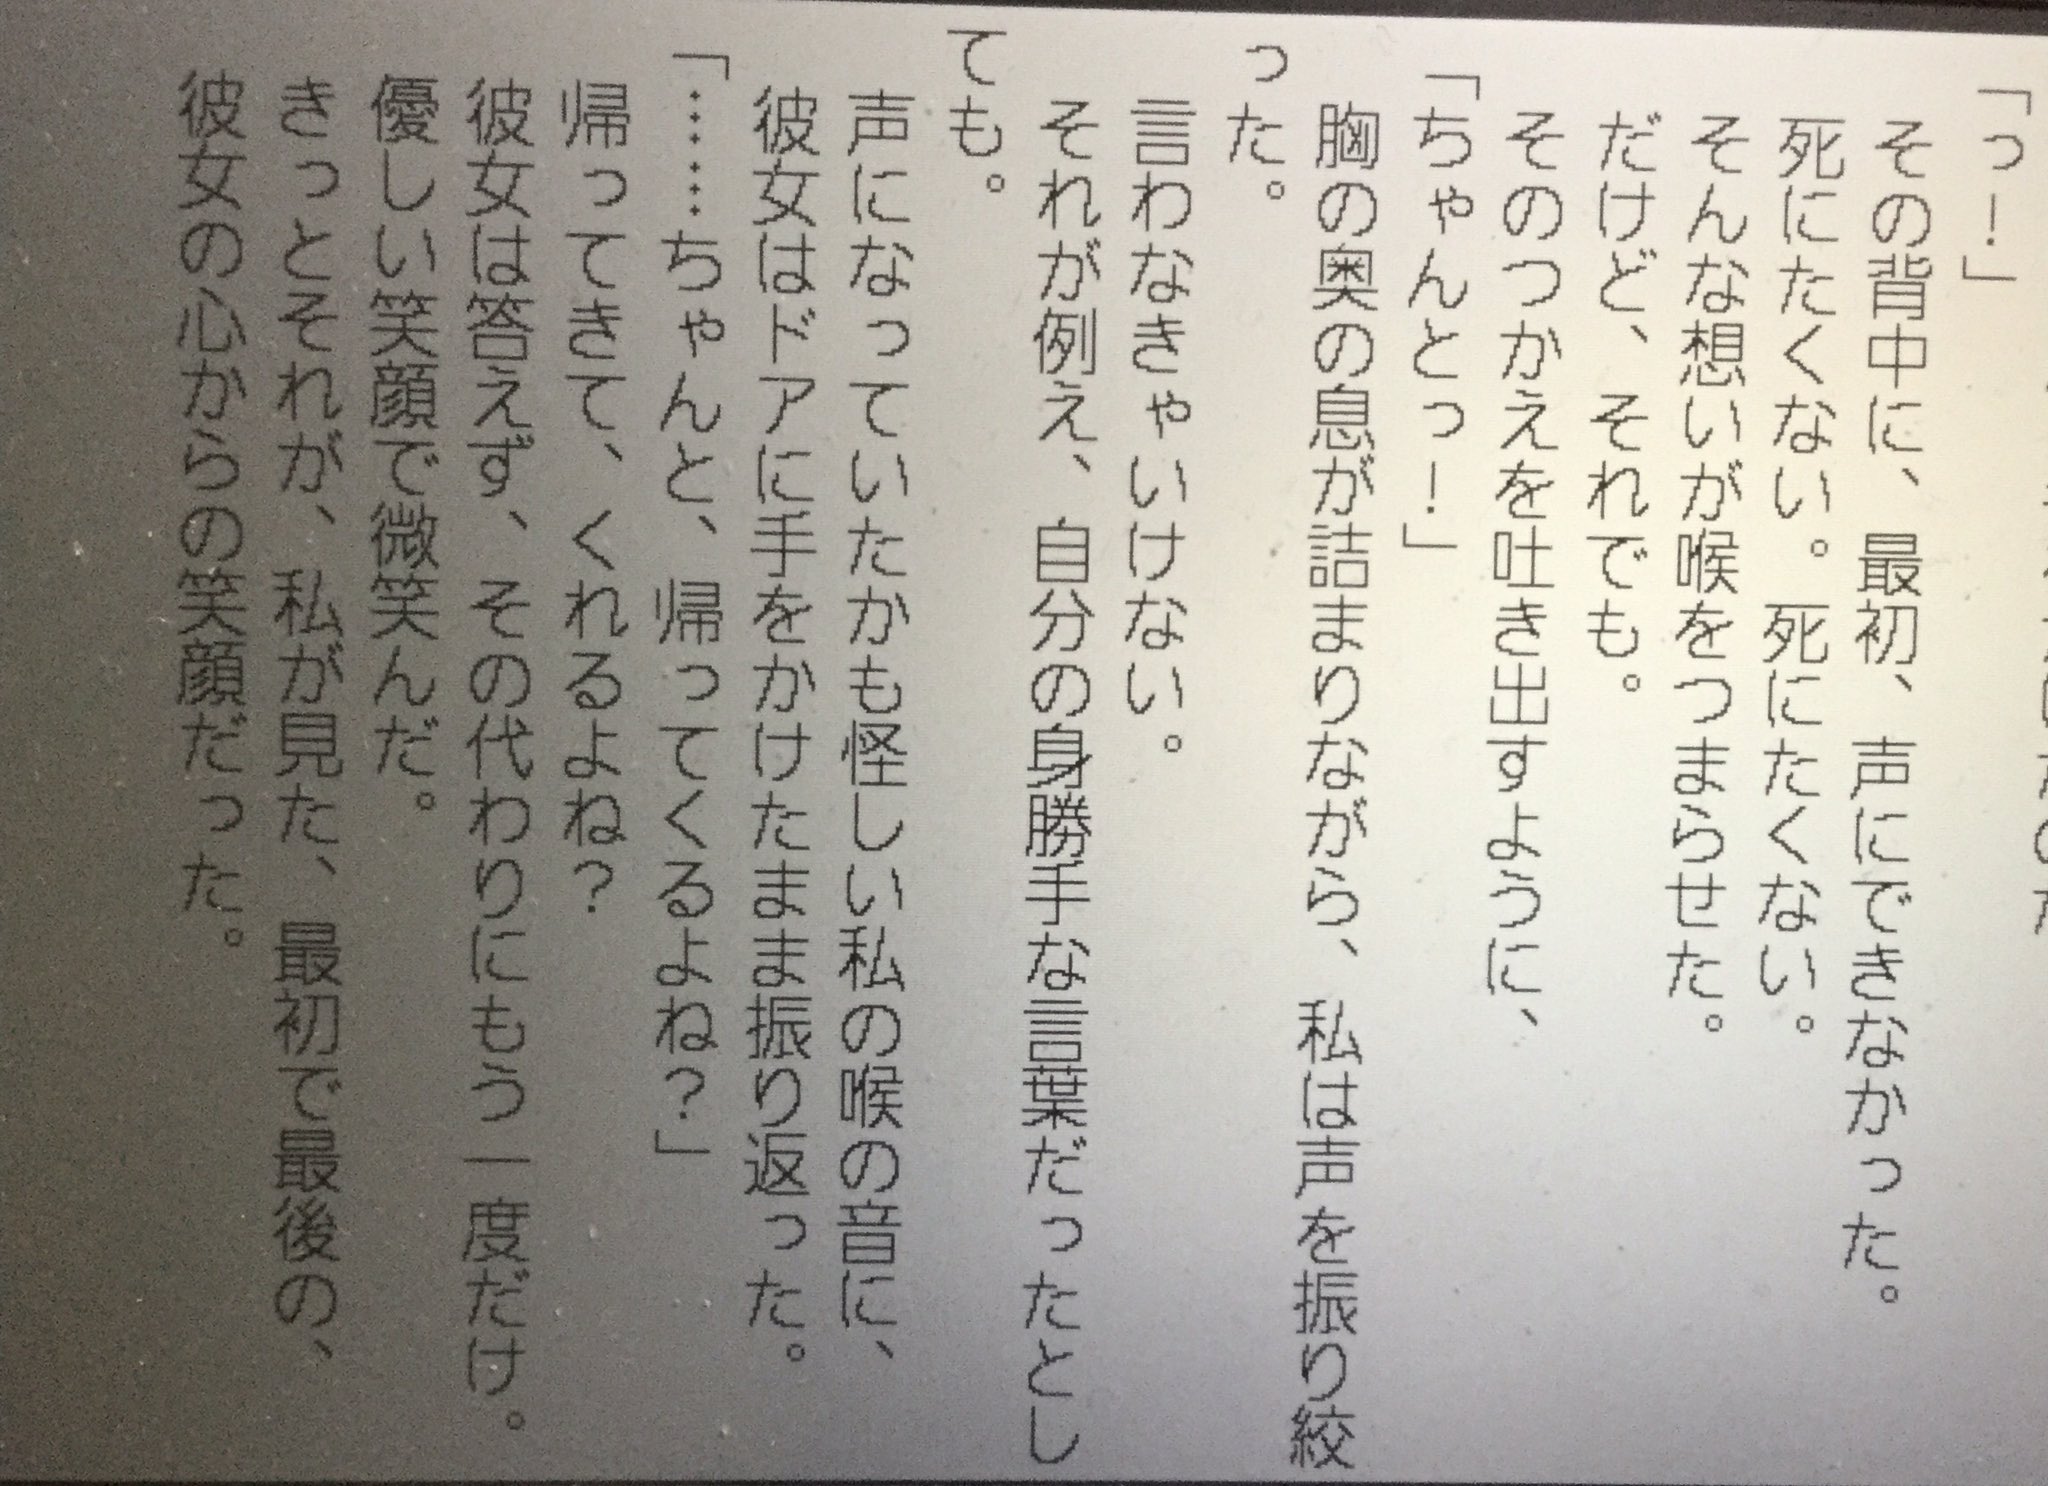 「っ！」
その背中に、最初、声にできなかった。
死にたくない。死にたくない。
そんな想いが喉をつまらせた。
だけど、それでも。
そのつかえを吐き出すように、
「ちゃんとっ！」
胸の奥の息が詰まりながら、私は声を振り絞
った。
言わなきゃいけない。
それが例え、自分の身勝手な言葉だったとし
ても。
声になっていたかも怪しい私の喉の音に、
彼女はドアに手をかけたまま振り返った。
「……ちゃんと、帰ってくるよね？」
帰ってきて、くれるよね？
彼女は答えず、その代わりにもう一度だけ。
優しい笑顔で微笑んだ。
きっとそれが、私が見た、最初で最後の、
彼女の心からの笑顔だった。